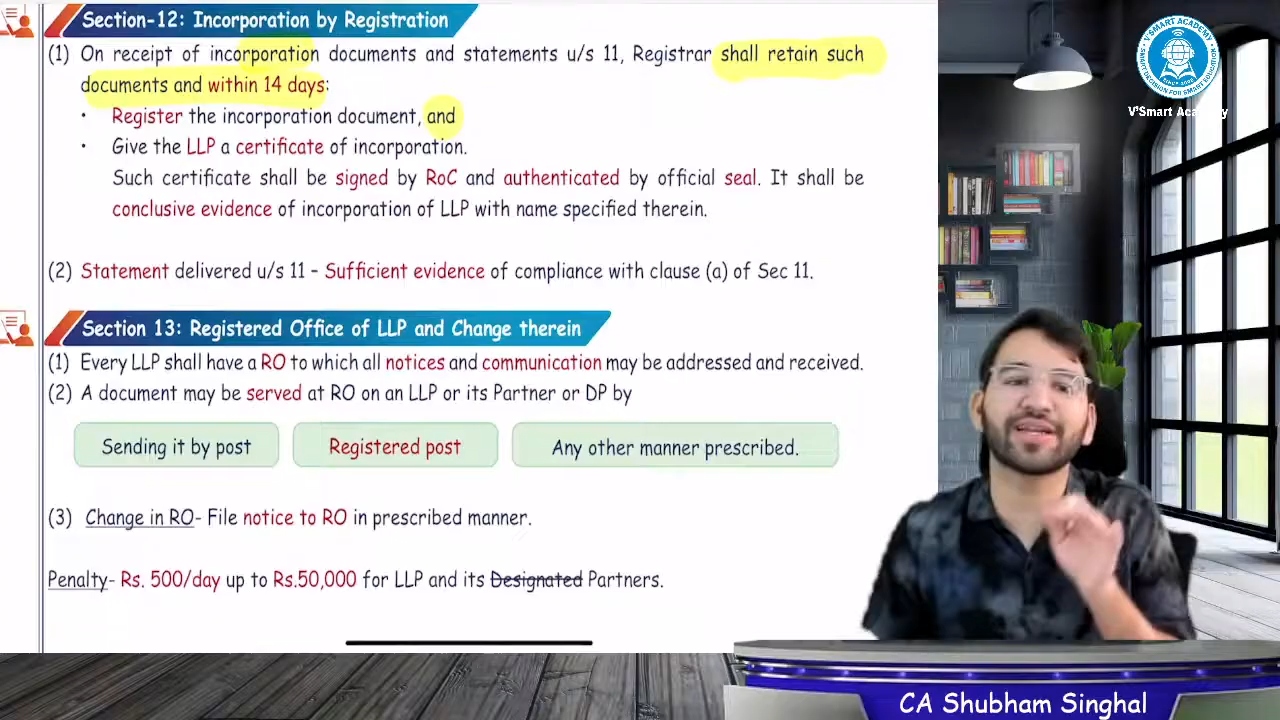 Section-12: Incorporation by Registration
(1) On receipt of incorporation documents and statements u/s 11, Registrar shall retain such
documents and within 14 days:
• Register the incorporation document, and
• Give the LLP a certificate of incorporation.
Such certificate shall be signed by RoC and authenticated by official seal. It shall be
conclusive evidence of incorporation of LLP with name specified therein.
(2) Statement delivered u/s 11 – Sufficient evidence of compliance with clause (a) of Sec 11.
Section 13: Registered Office of LLP and Change therein
(1) Every LLP shall have a RO to which all notices and communication may be addressed and received.
(2) A document may be served at RO on an LLP or its Partner or DP by
Sending it by post
Registered post
Any other manner prescribed.
(3) Change in RO- File notice to RO in prescribed manner.
Penalty- Rs. 500/day up to Rs.50,000 for LLP and its Designated Partners.
V'SMART ACADEMY
SMART DECISION FOR SMART EDUCATION
V'Smart Academy
CA Shubham Singhal